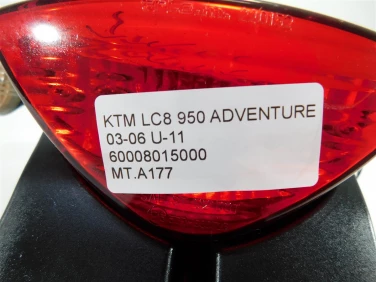 KTM LC8 950 ADVENTURE
03-06 U-11
60008015000
MT.A177